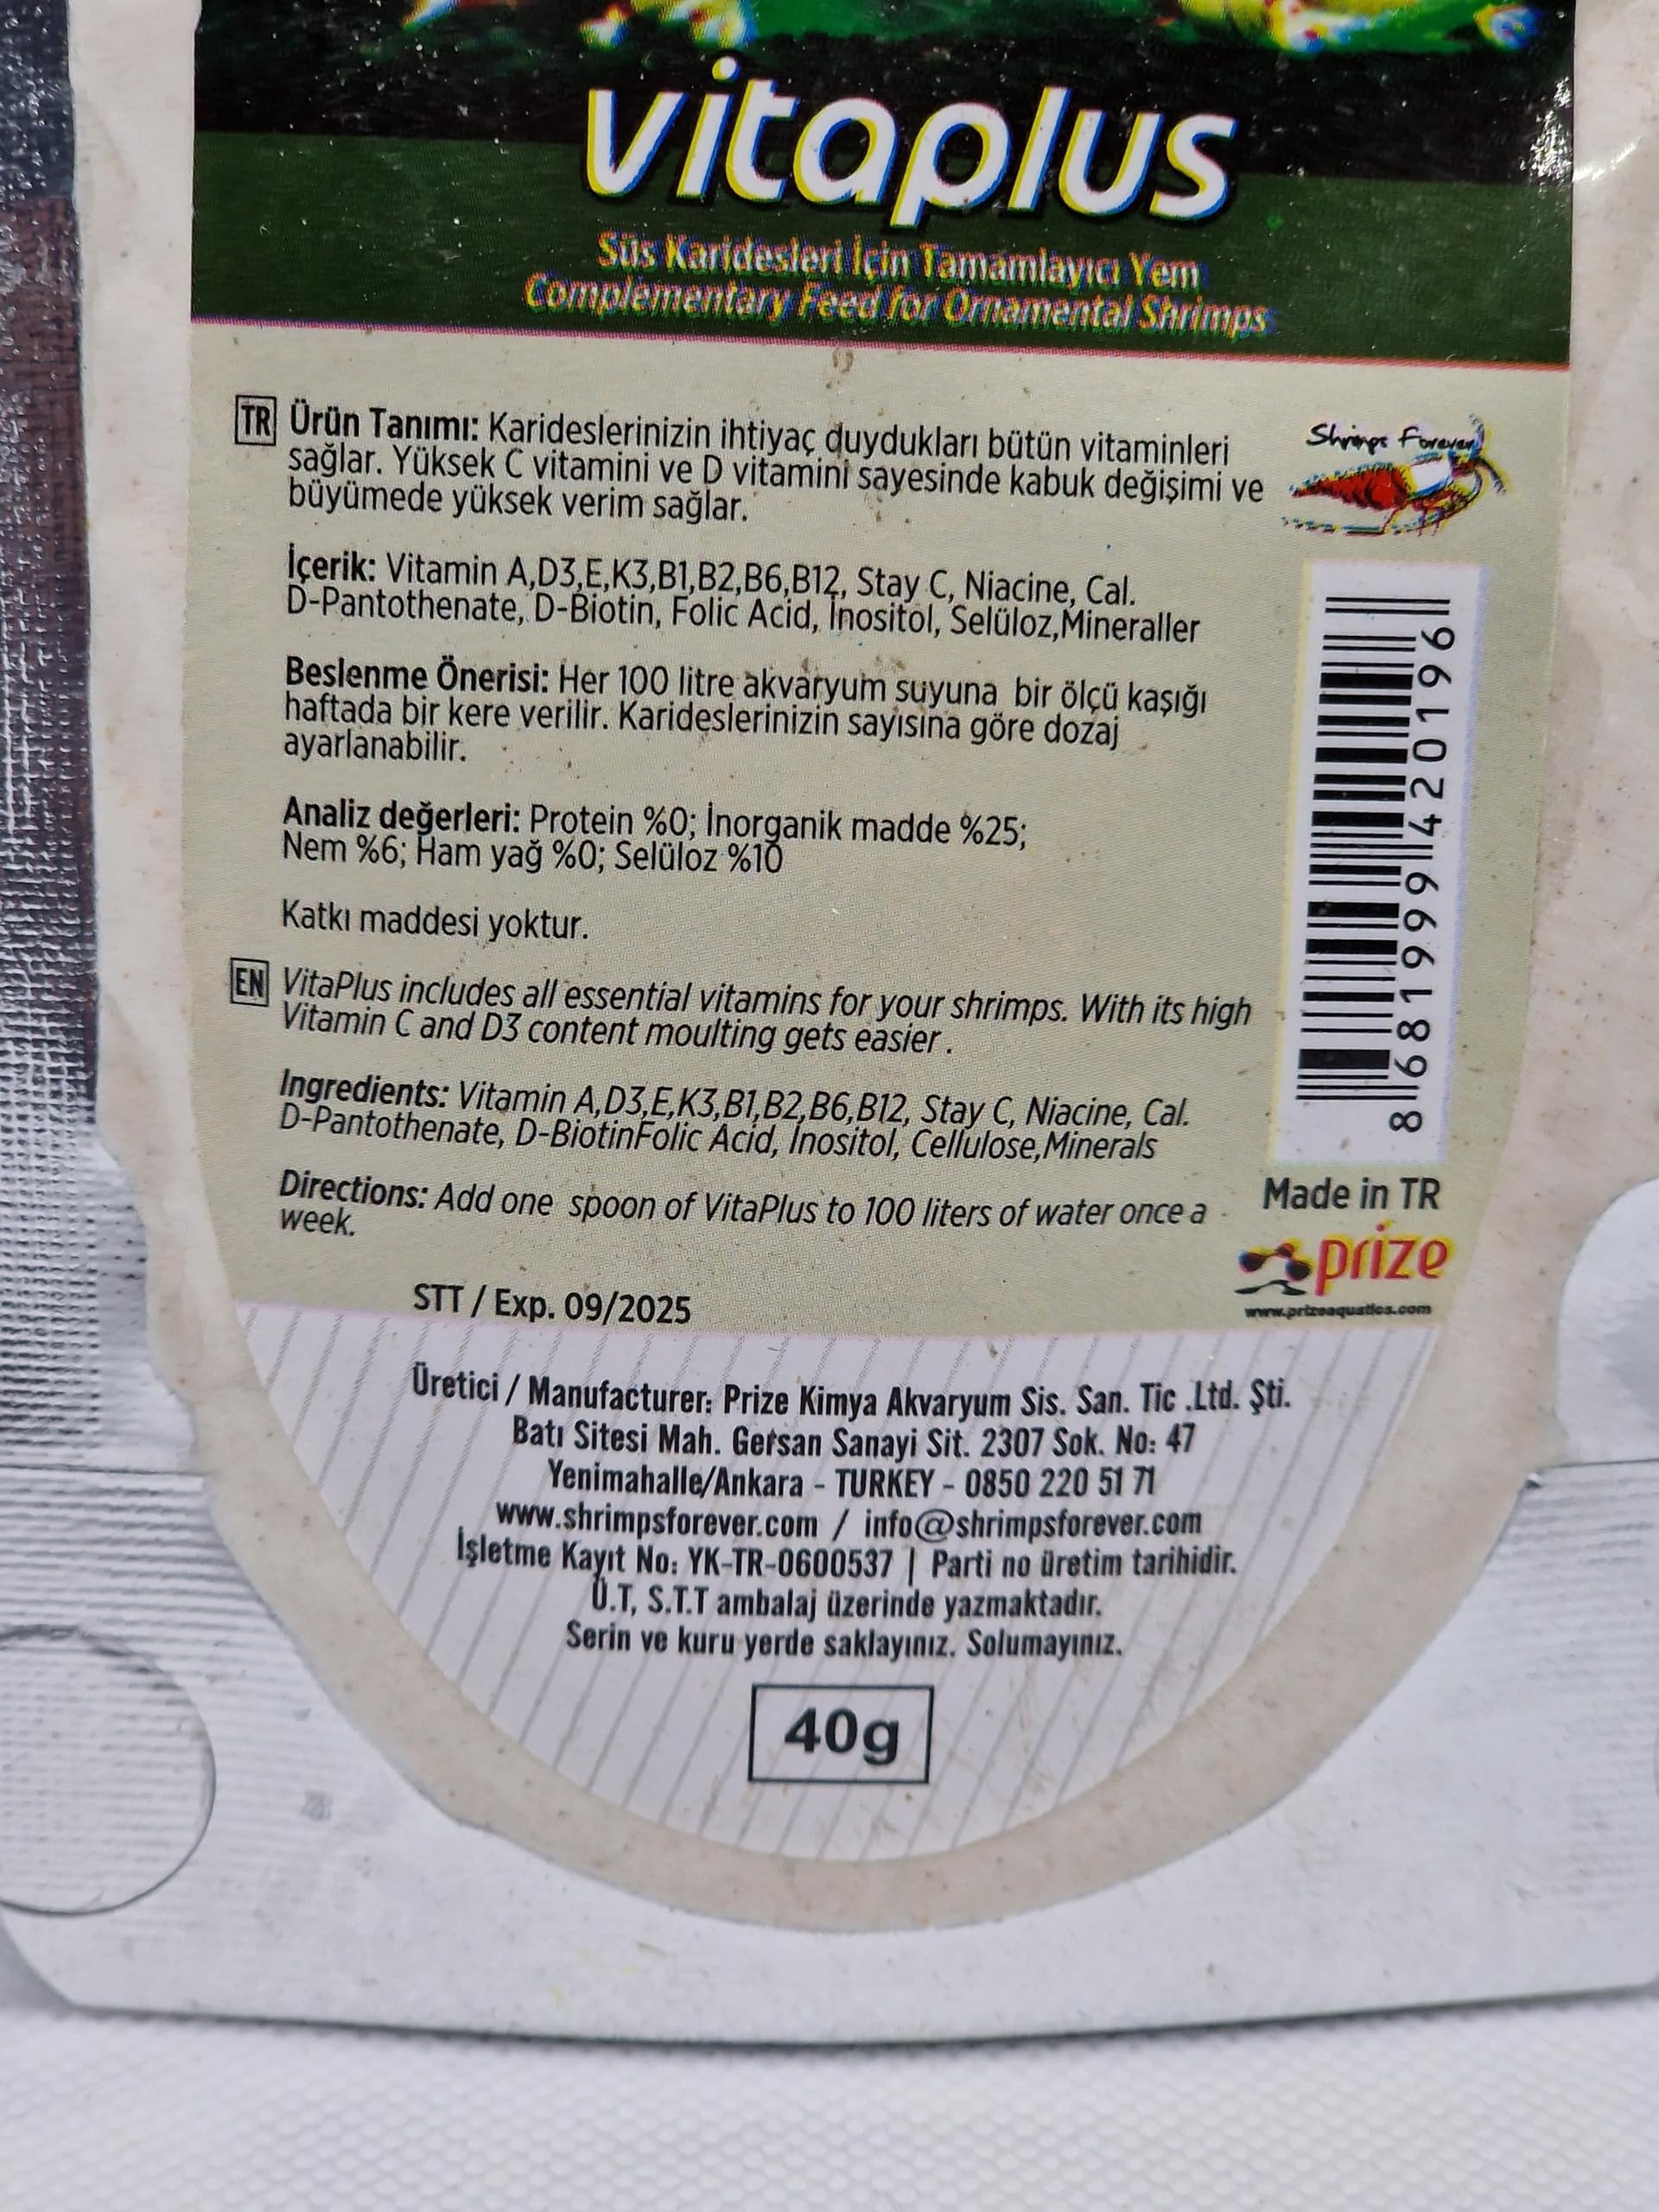 vitaplus
Süs Karidesleri İçin Tamamlayıcı Yem
Complementary Feed for Ornamental Shrimps
TR Ürün Tanımı: Karideslerinizin ihtiyaç duydukları bütün vitaminleri
sağlar. Yüksek C vitamini ve D vitamini sayesinde kabuk değişimi ve
büyümede yüksek verim sağlar.
Shrimps Forever
İçerik: Vitamin A,D3,E,K3,B1,B2,B6,B12, Stay C, Niacine, Cal.
D-Pantothenate, D-Biotin, Folic Acid, İnositol, Selüloz,Mineraller
Beslenme Önerisi: Her 100 litre akvaryum suyuna bir ölçü kaşığı
haftada bir kere verilir. Karideslerinizin sayısına göre dozaj
ayarlanabilir.
Analiz değerleri: Protein %0; İnorganik madde %25;
Nem %6; Ham yağ %0; Selüloz %10
Katkı maddesi yoktur.
8 681999 420196
EN VitaPlus includes all essential vitamins for your shrimps. With its high
Vitamin C and D3 content moulting gets easier .
Ingredients: Vitamin A,D3,E,K3,B1,B2,B6,B12, Stay C, Niacine, Cal.
D-Pantothenate, D-BiotinFolic Acid, İnositol, Cellulose,Minerals
Directions: Add one spoon of VitaPlus to 100 liters of water once a
week.
Made in TR
prize
www.prizeaquatics.com
STT / Exp. 09/2025
Üretici / Manufacturer: Prize Kimya Akvaryum Sis. San. Tic .Ltd. Şti.
Batı Sitesi Mah. Gersan Sanayi Sit. 2307 Sok. No: 47
Yenimahalle/Ankara - TURKEY - 0850 220 51 71
www.shrimpsforever.com / info@shrimpsforever.com
İşletme Kayıt No: YK-TR-0600537 | Parti no üretim tarihidir.
Ü.T, S.T.T ambalaj üzerinde yazmaktadır.
Serin ve kuru yerde saklayınız. Solumayınız.
40g